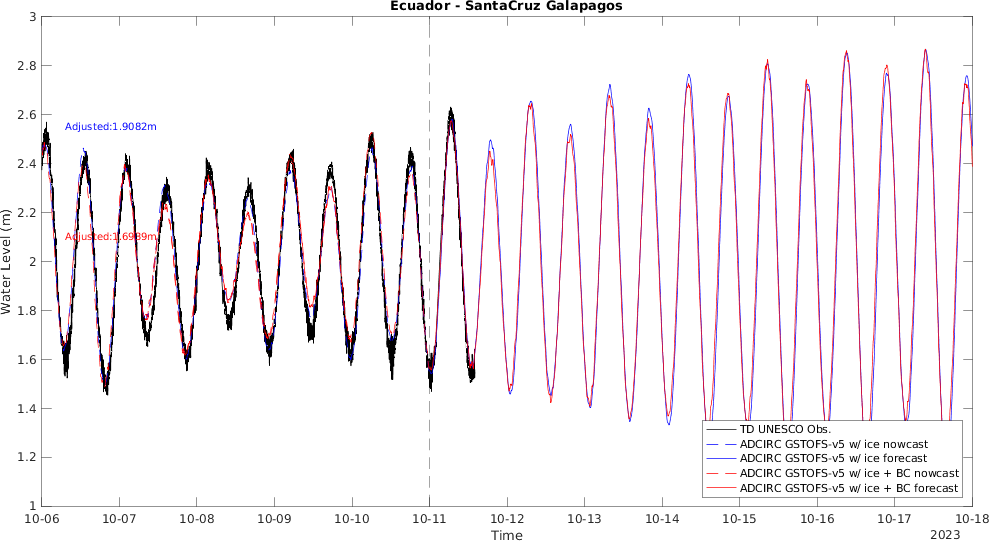 Ecuador - SantaCruz Galapagos
3
2.8
2.6
2.4
2.2
2
1.8
1.6
1.4
1.2
1
Water Level (m)
Adjusted:1.9082m
Adjusted:1.6989m
TD UNESCO Obs.
ADCIRC GSTOFS-v5 w/ ice nowcast
ADCIRC GSTOFS-v5 w/ ice forecast
ADCIRC GSTOFS-v5 w/ ice + BC nowcast
ADCIRC GSTOFS-v5 w/ ice + BC forecast
10-06 10-07 10-08 10-09 10-10 10-11 10-12 10-13 10-14 10-15 10-16 10-17 10-18
Time
2023